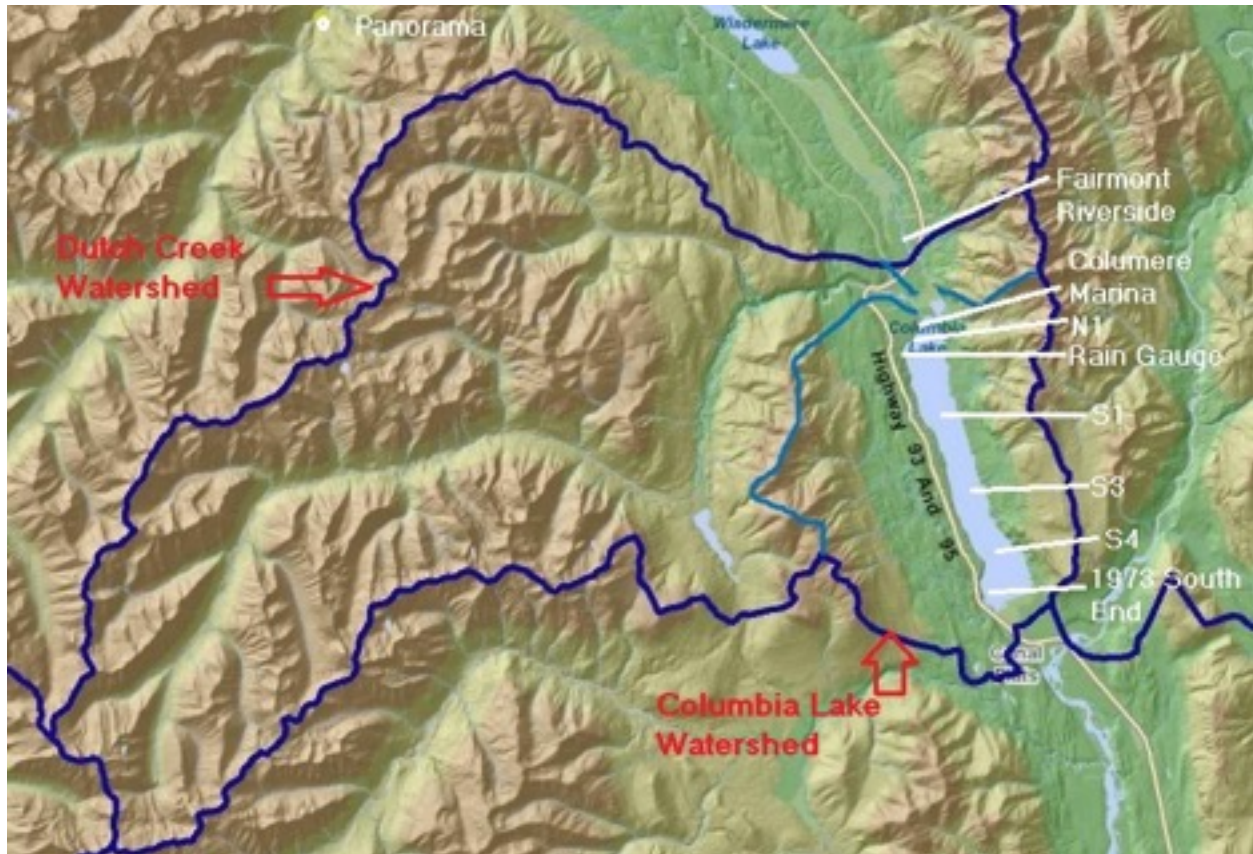 Panorama
Windermere
Lake
Fairmont
Riverside
Dutch Creek
Watershed
Columere
Marina
Columbia
Lake
N1
Rain Gauge
Highway 93 And 95
S1
S3
S4
1973 South
End
Canal
Flats
Columbia Lake
Watershed